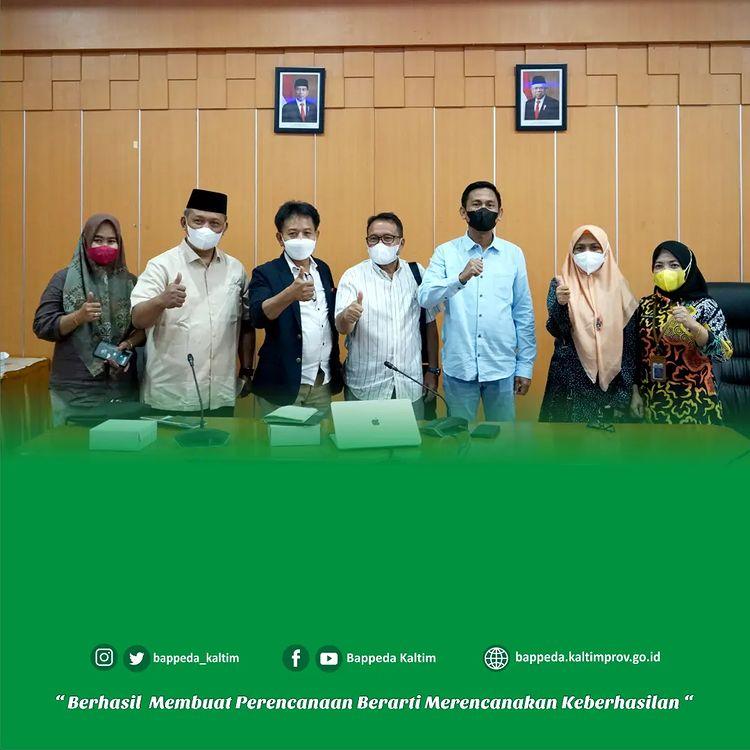 bappeda_kaltim
Bappeda Kaltim
bappeda.kaltimprov.go.id
“ Berhasil Membuat Perencanaan Berarti Merencanakan Keberhasilan “